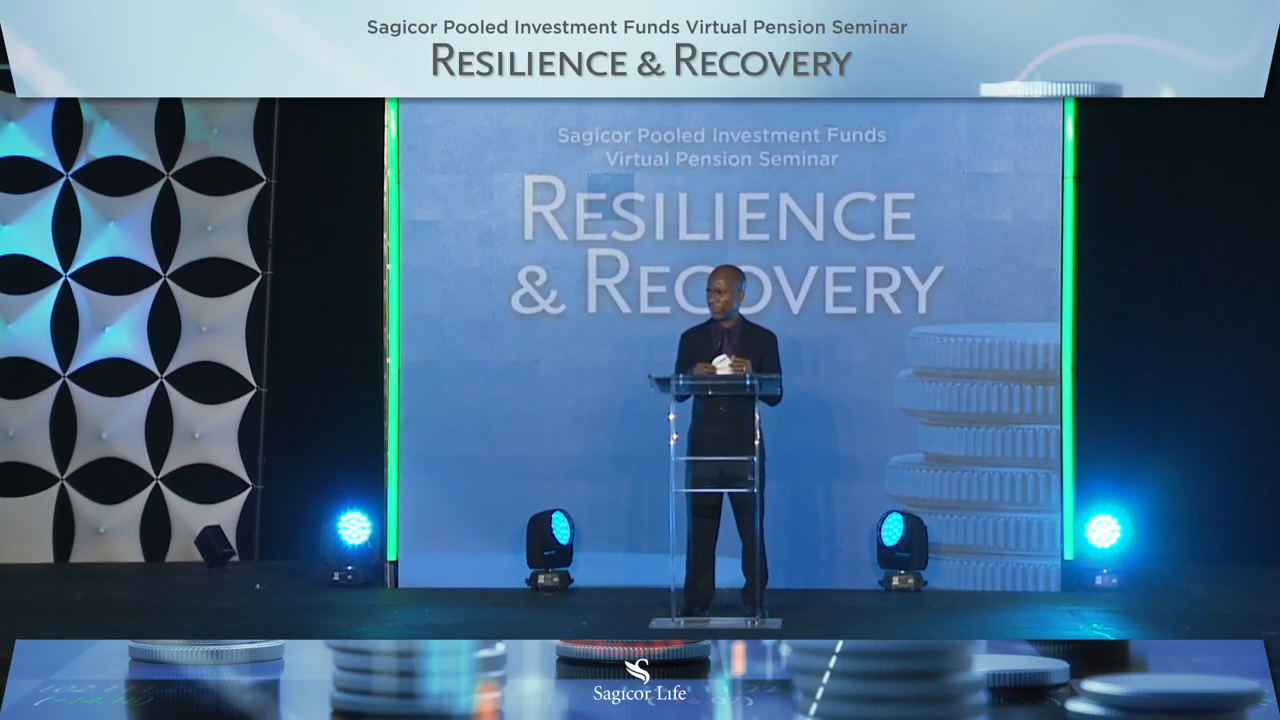 Sagicor Pooled Investment Funds Virtual Pension Seminar
RESILIENCE & RECOVERY
Sagicor Pooled Investment Funds
Virtual Pension Seminar
RESILIENCE
& RECOVERY
Sagicor Life